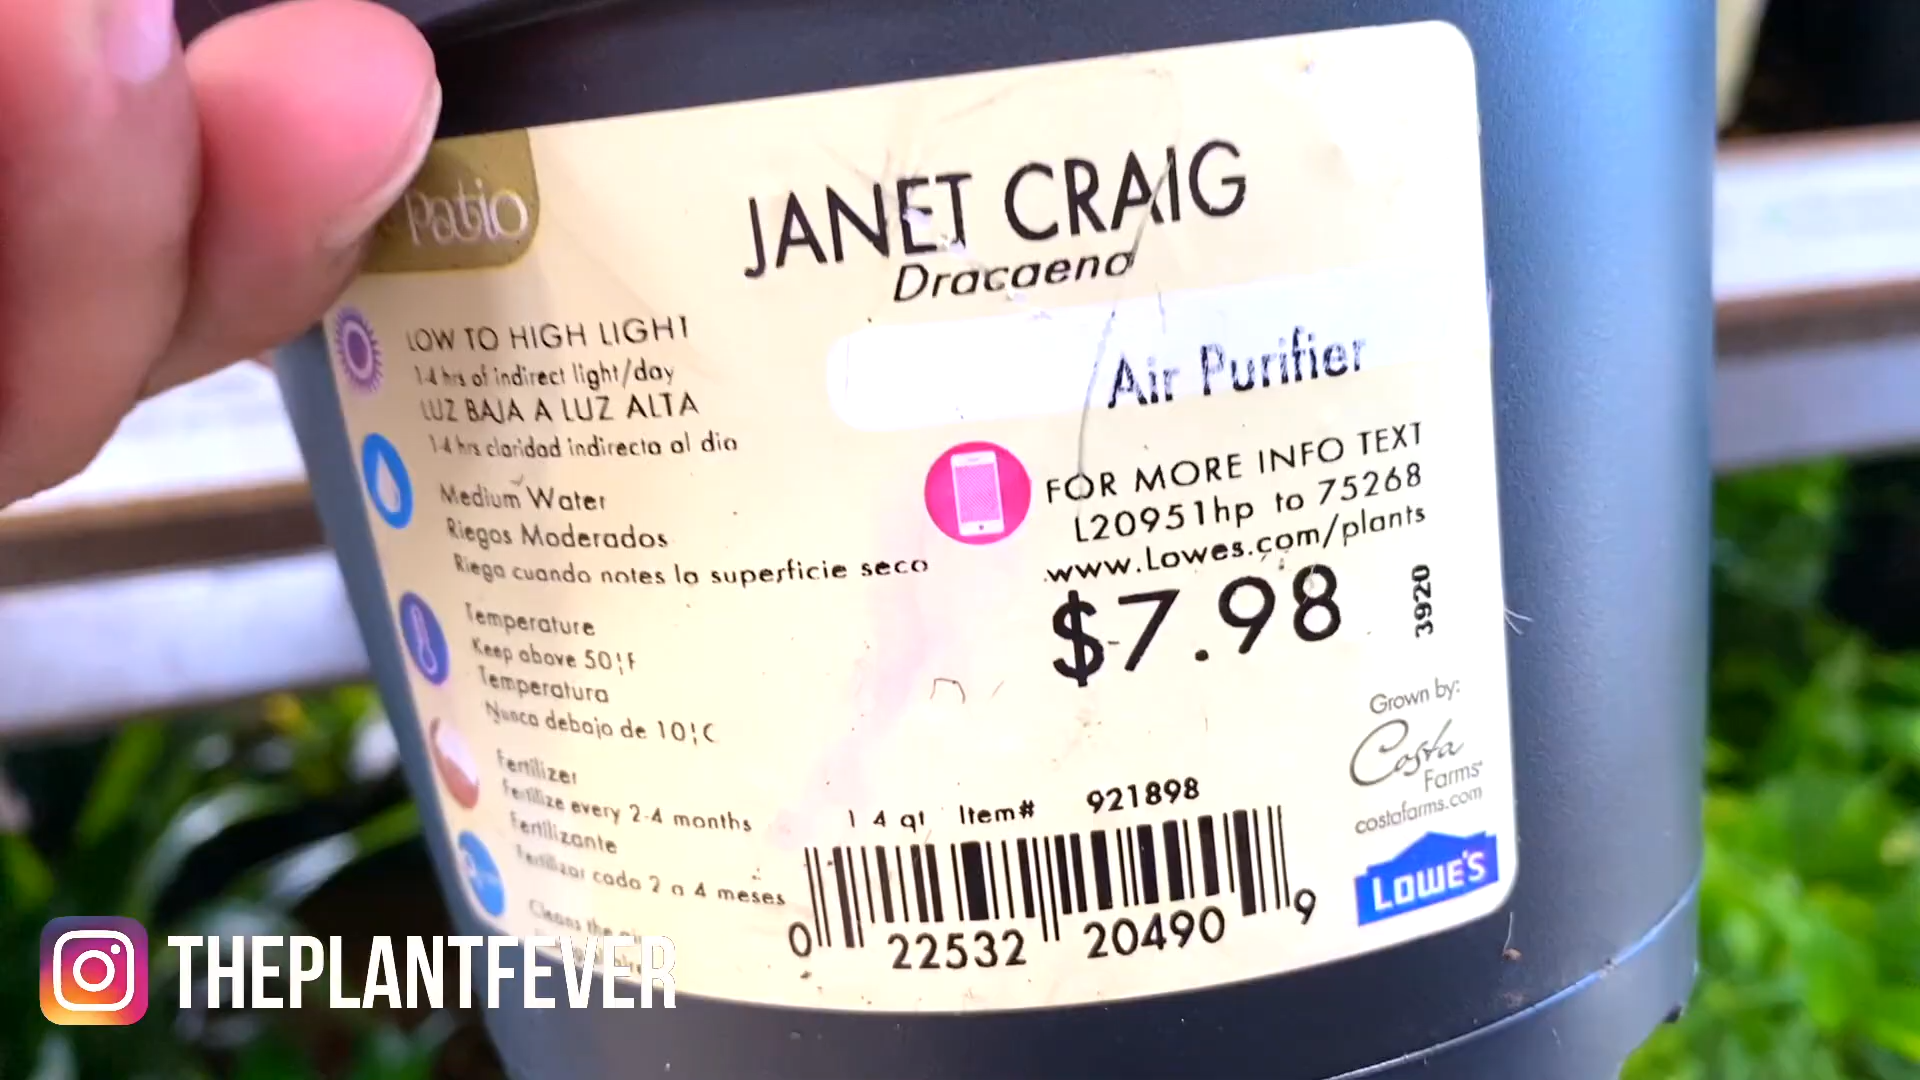 Patio
JANET CRAIG
Dracaena
Air Purifier
LOW TO HIGH LIGHT
1-4 hrs of indirect light/day
LUZ BAJA A LUZ ALTA
1-4 hrs claridad indirecta al dia
Medium Water
Riegos Moderados
Riega cuando notes la superficie seco
Temperature
Keep above 50¦F
Temperatura
Nunca debajo de 10¦C
Fertilizer
Fertilize every 2-4 months
Fertilizante
Fertilizar cada 2 a 4 meses
Cleans the
FOR MORE INFO TEXT
L20951hp to 75268
www.Lowes.com/plants
$7.98
3920
Grown by:
Costa
Farms
costafarms.com
1 4 qt Item# 921898
0 22532 20490 9
LOWE'S
THEPLANTFEVER